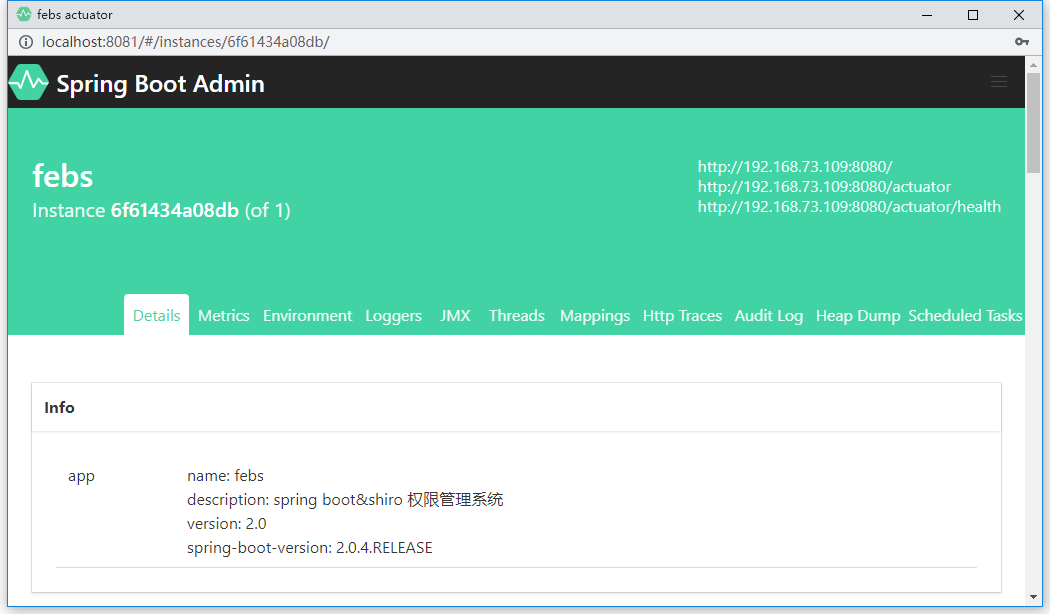 febs actuator
localhost:8081/#/instances/6f61434a08db/
Spring Boot Admin
febs
Instance 6f61434a08db (of 1)
http://192.168.73.109:8080/
http://192.168.73.109:8080/actuator
http://192.168.73.109:8080/actuator/health
Details Metrics Environment Loggers JMX Threads Mappings Http Traces Audit Log Heap Dump Scheduled Tasks
Info
app name: febs
description: spring boot&shiro 权限管理系统
version: 2.0
spring-boot-version: 2.0.4.RELEASE